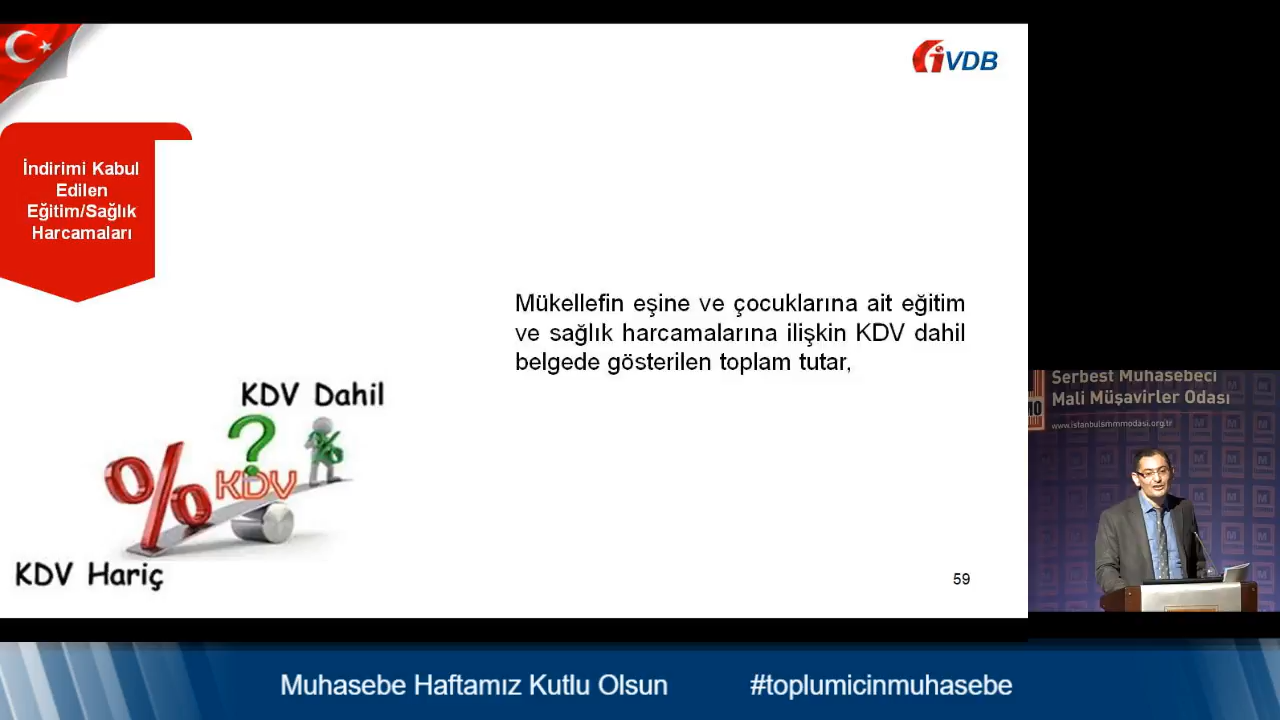 iVDB
İndirimi Kabul
Edilen
Eğitim/Sağlık
Harcamaları
Mükellefin eşine ve çocuklarına ait eğitim
ve sağlık harcamalarına ilişkin KDV dahil
belgede gösterilen toplam tutar,
KDV Dahil
?
% KDV %
KDV Hariç
59
Serbest Muhasebeci
Mali Müşavirler Odası
www.istanbulsmmmodasi.org.tr
Muhasebe Haftamız Kutlu Olsun
#toplumicinmuhasebe